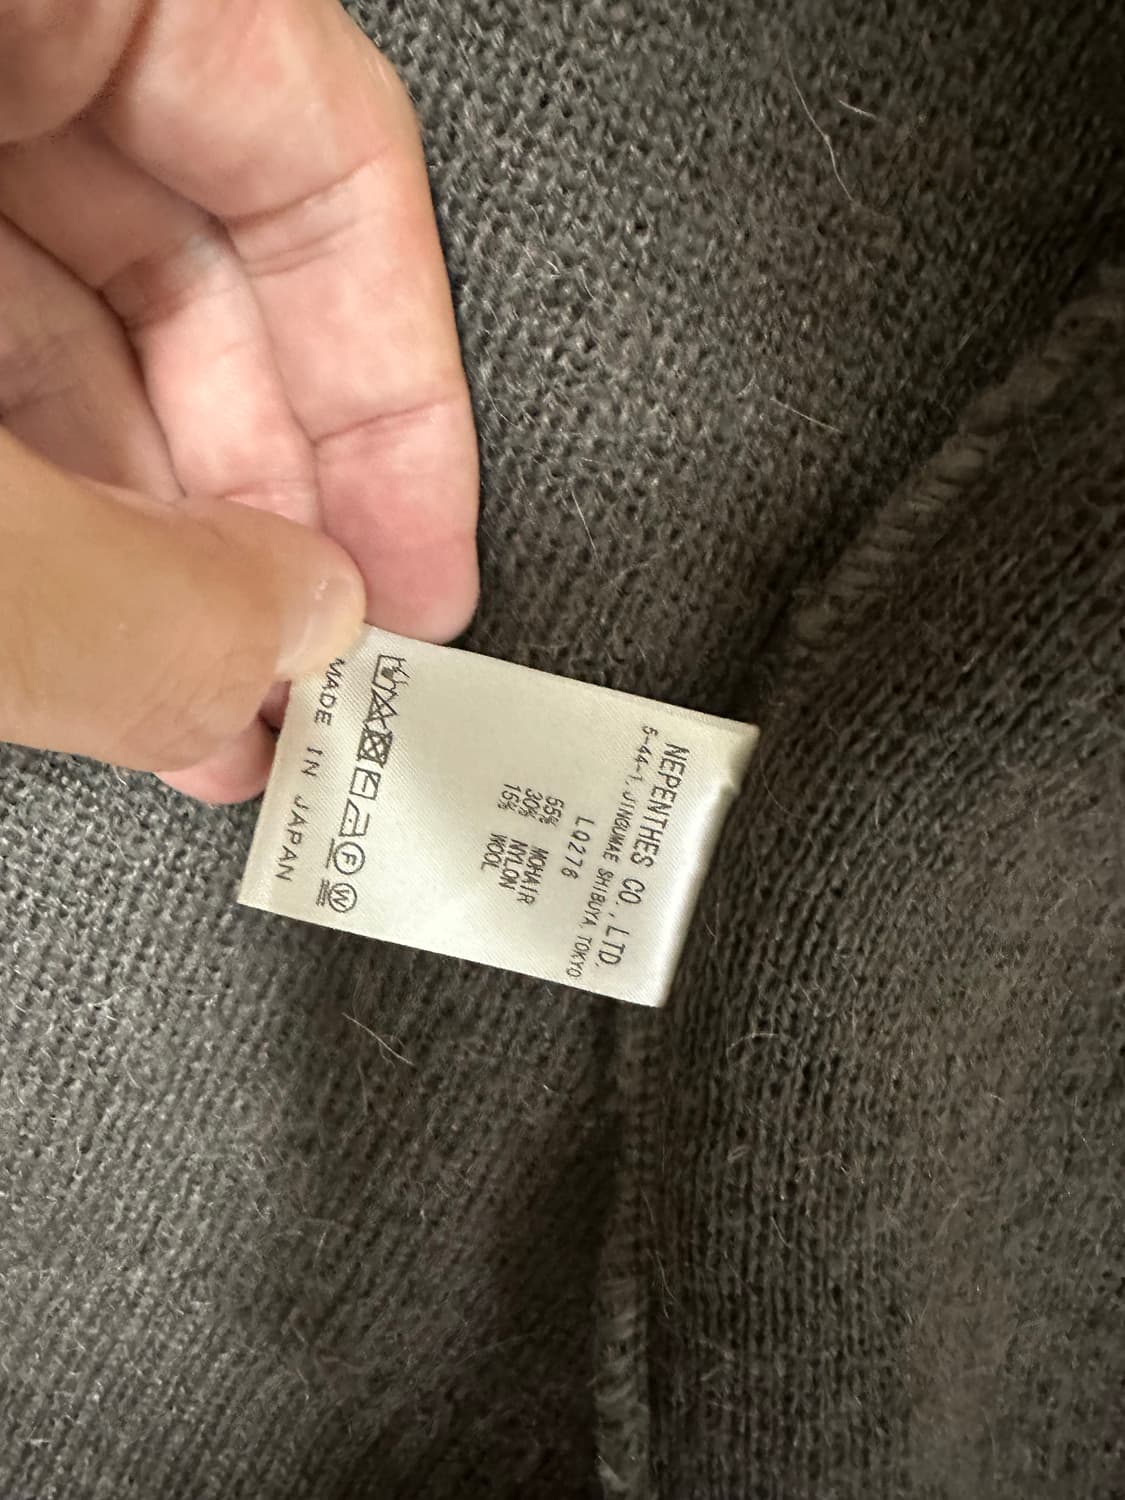 NEPENTHES CO.,LTD.
5-44-1, JINGUMAE SHIBUYA, TOKYO
LQ276
55% MOHAIR
30% NYLON
15% WOOL
F W
MADE IN JAPAN